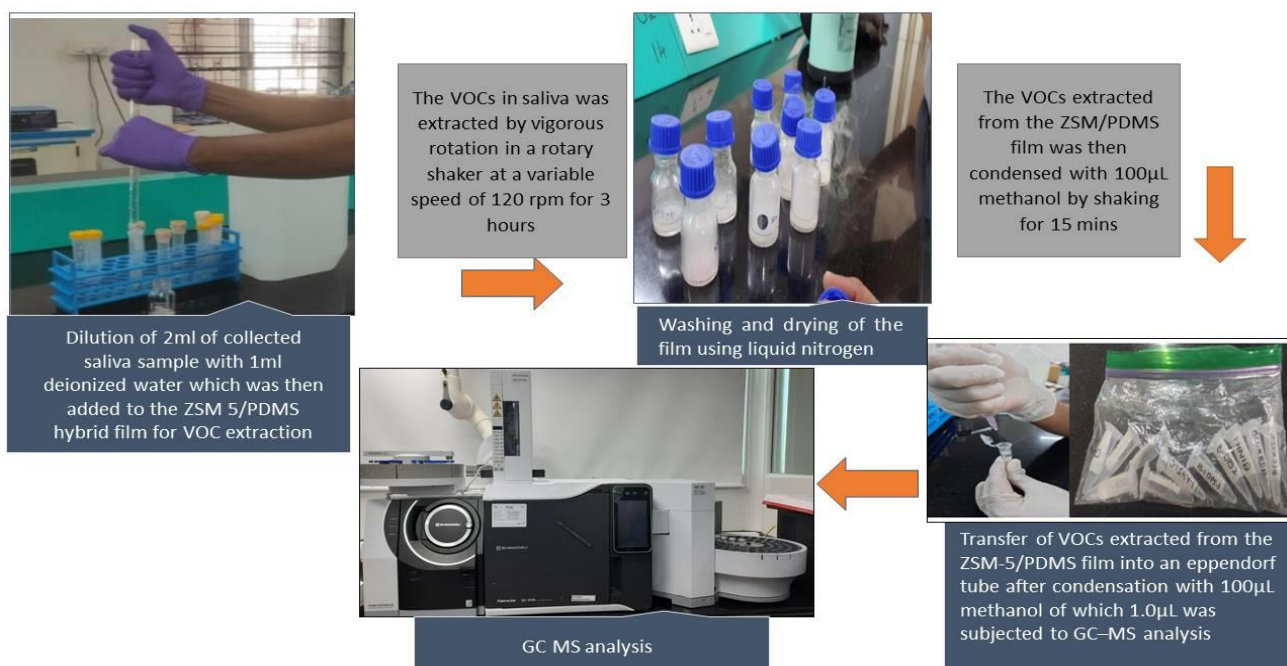 The VOCs in saliva was
extracted by vigorous
rotation in a rotary
shaker at a variable
speed of 120 rpm for 3
hours
The VOCs extracted
from the ZSM/PDMS
film was then
condensed with 100µL
methanol by shaking
for 15 mins
Dilution of 2ml of collected
saliva sample with 1ml
deionized water which was then
added to the ZSM 5/PDMS
hybrid film for VOC extraction
Washing and drying of the
film using liquid nitrogen
Transfer of VOCs extracted from the
ZSM-5/PDMS film into an eppendorf
tube after condensation with 100µL
methanol of which 1.0µL was
subjected to GC–MS analysis
SHIMADZU
SHIMADZU
GC MS analysis
14